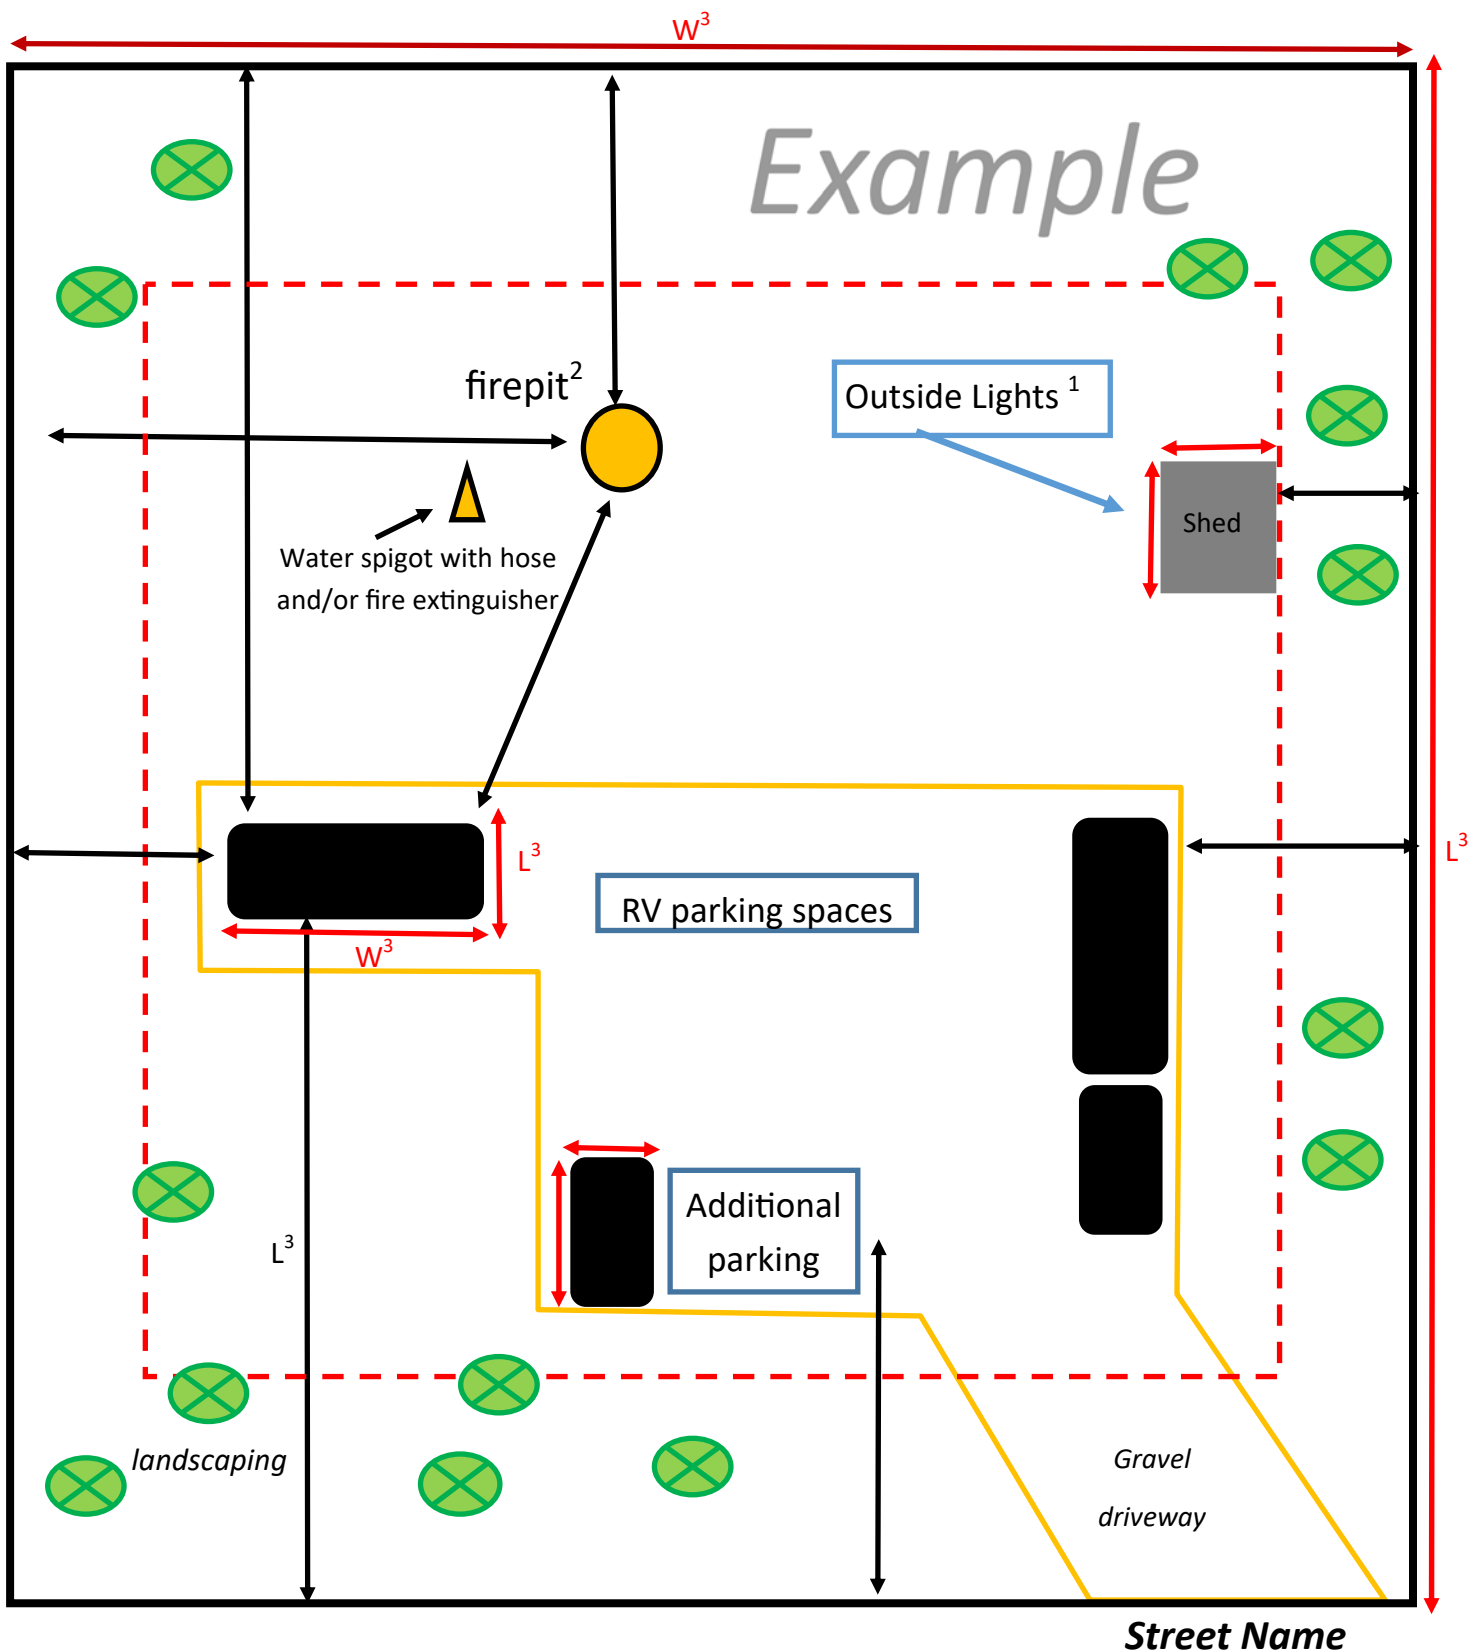 W³
Example
firepit²
Outside Lights ¹
Shed
Water spigot with hose
and/or fire extinguisher
L³
L³
RV parking spaces
W³
Additional
parking
L³
landscaping
Gravel
driveway
Street Name